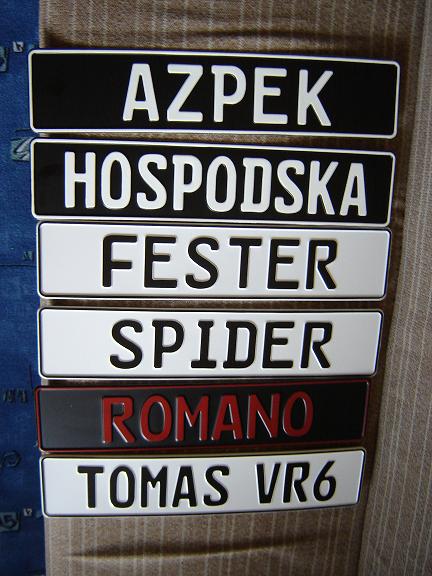 AZPEK
HOSPODSKA
FESTER
SPIDER
ROMANO
TOMAS VR6